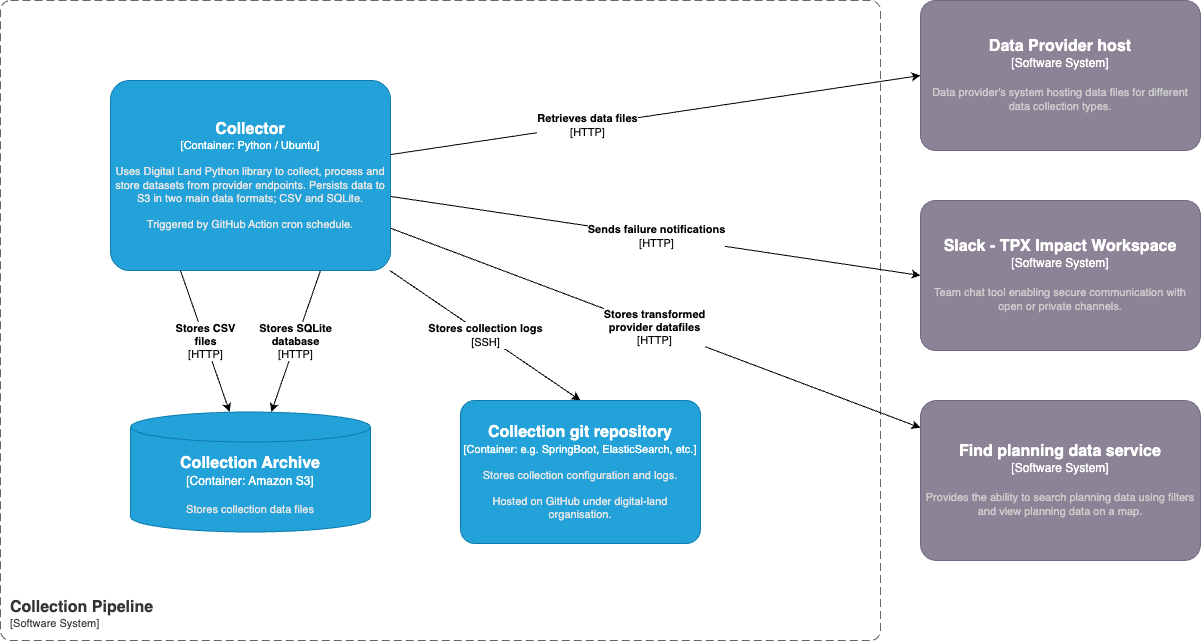 Data Provider host
[Software System]
Data provider's system hosting data files for different
data collection types.
Collector
[Container: Python / Ubuntu]
Uses Digital Land Python library to collect, process and
store datasets from provider endpoints. Persists data to
S3 in two main data formats; CSV and SQLite.
Triggered by GitHub Action cron schedule.
Retrieves data files
[HTTP]
Sends failure notifications
[HTTP]
Slack - TPX Impact Workspace
[Software System]
Team chat tool enabling secure communication with
open or private channels.
Stores CSV
files
[HTTP]
Stores SQLite
database
[HTTP]
Stores collection logs
[SSH]
Stores transformed
provider datafiles
[HTTP]
Collection Archive
[Container: Amazon S3]
Stores collection data files
Collection git repository
[Container: e.g. SpringBoot, ElasticSearch, etc.]
Stores collection configuration and logs.
Hosted on GitHub under digital-land
organisation.
Find planning data service
[Software System]
Provides the ability to search planning data using filters
and view planning data on a map.
Collection Pipeline
[Software System]